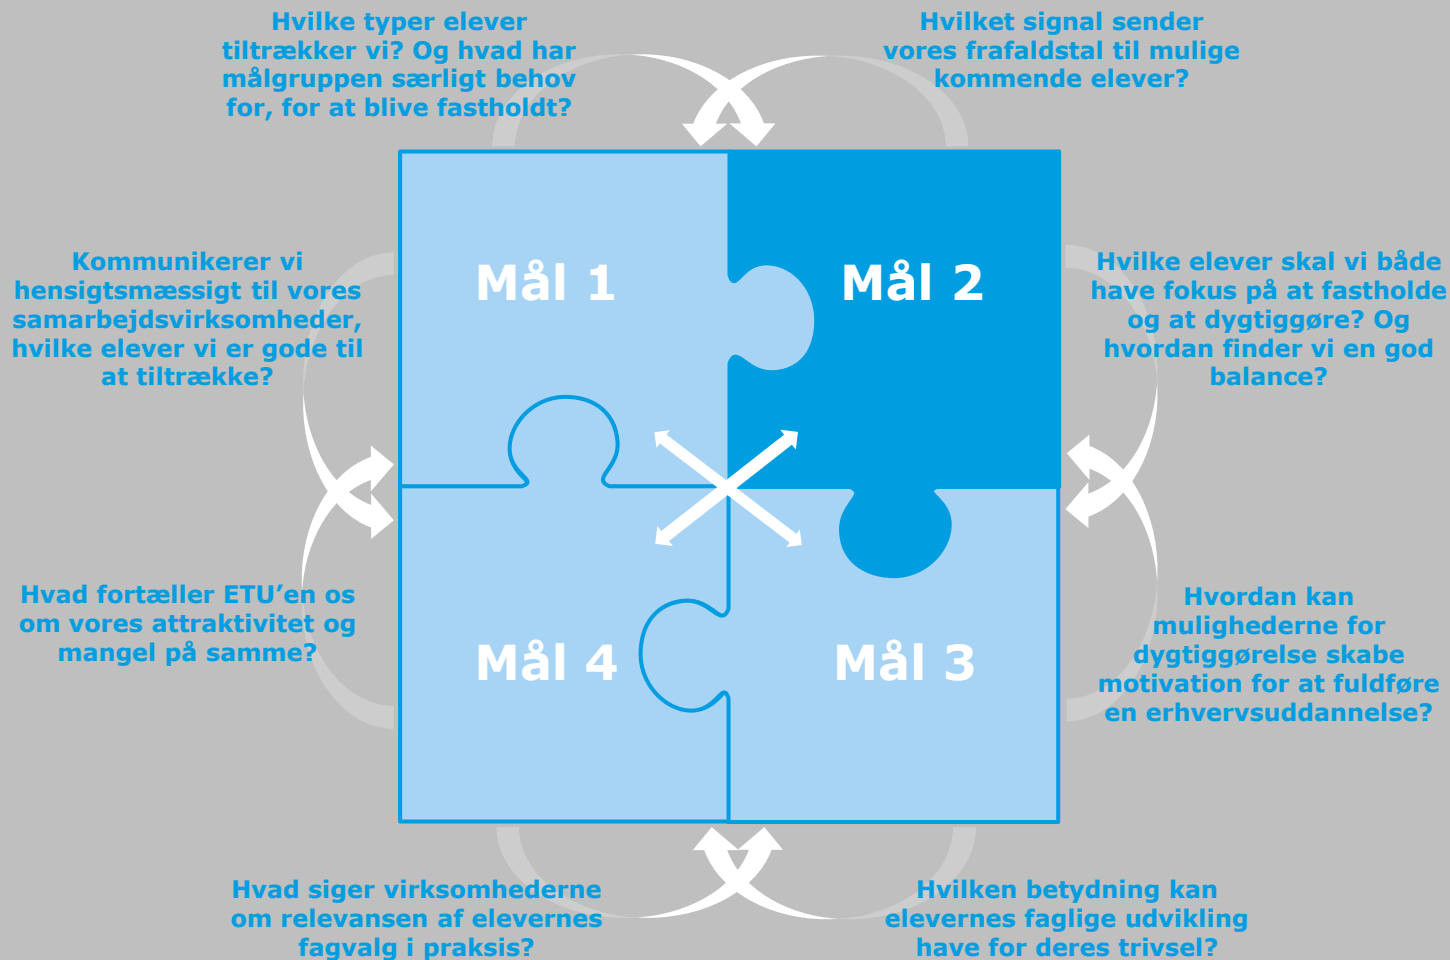 Hvilke typer elever
tiltrækker vi? Og hvad har
målgruppen særligt behov
for, for at blive fastholdt?
Hvilket signal sender
vores frafaldstal til mulige
kommende elever?
Kommunikerer vi
hensigtsmæssigt til vores
samarbejdsvirksomheder,
hvilke elever vi er gode til
at tiltrække?
Mål 1
Mål 2
Hvilke elever skal vi både
have fokus på at fastholde
og at dygtiggøre? Og
hvordan finder vi en god
balance?
Hvad fortæller ETU’en os
om vores attraktivitet og
mangel på samme?
Mål 4
Mål 3
Hvordan kan
mulighederne for
dygtiggørelse skabe
motivation for at fuldføre
en erhvervsuddannelse?
Hvad siger virksomhederne
om relevansen af elevernes
fagvalg i praksis?
Hvilken betydning kan
elevernes faglige udvikling
have for deres trivsel?